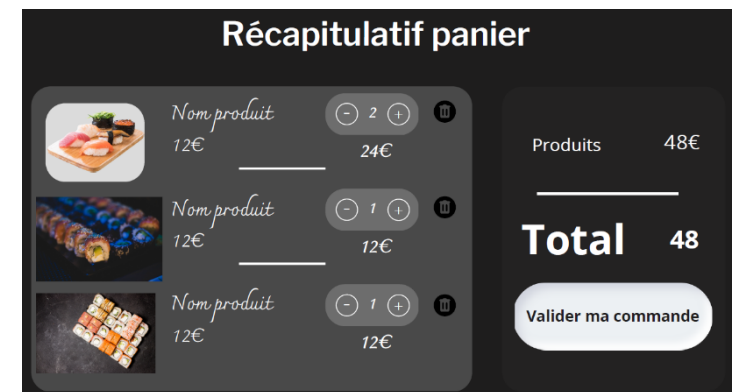 Récapitulatif panier
Nom produit
- 2 +
12€
24€
Nom produit
- 1 +
12€
12€
Nom produit
- 1 +
12€
12€
Produits 48€
Total 48
Valider ma commande